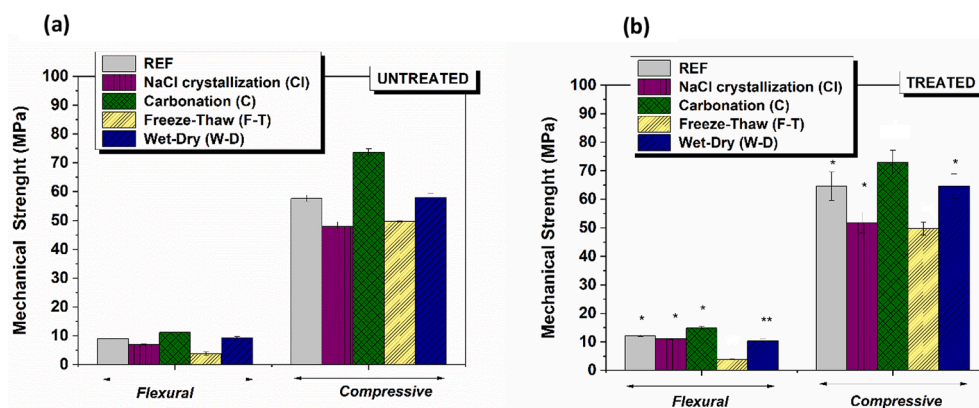 (a)
REF
NaCl crystallization (Cl)
Carbonation (C)
Freeze-Thaw (F-T)
Wet-Dry (W-D)
UNTREATED
Mechanical Strenght (MPa)
100
90
80
70
60
50
40
30
20
10
0
Flexural
Compressive
(b)
REF
NaCl crystallization (Cl)
Carbonation (C)
Freeze-Thaw (F-T)
Wet-Dry (W-D)
TREATED
Mechanical Strenght (MPa)
100
90
80
70
60
50
40
30
20
10
0
*
*
*
**
*
*
*
Flexural
Compressive